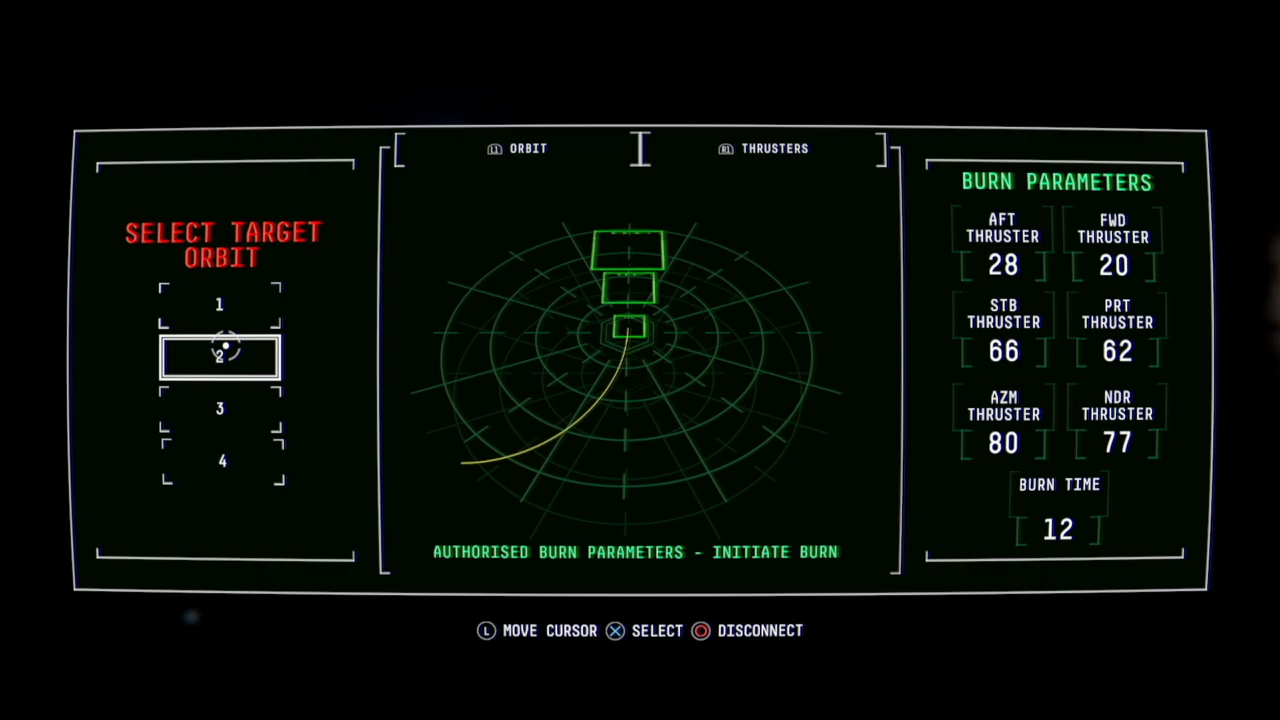 L1 ORBIT
R1 THRUSTERS
SELECT TARGET
ORBIT
1
2
3
4
AUTHORISED BURN PARAMETERS - INITIATE BURN
BURN PARAMETERS
AFT
THRUSTER
28
FWD
THRUSTER
20
STB
THRUSTER
66
PRT
THRUSTER
62
AZM
THRUSTER
80
NDR
THRUSTER
77
BURN TIME
12
L MOVE CURSOR SELECT DISCONNECT